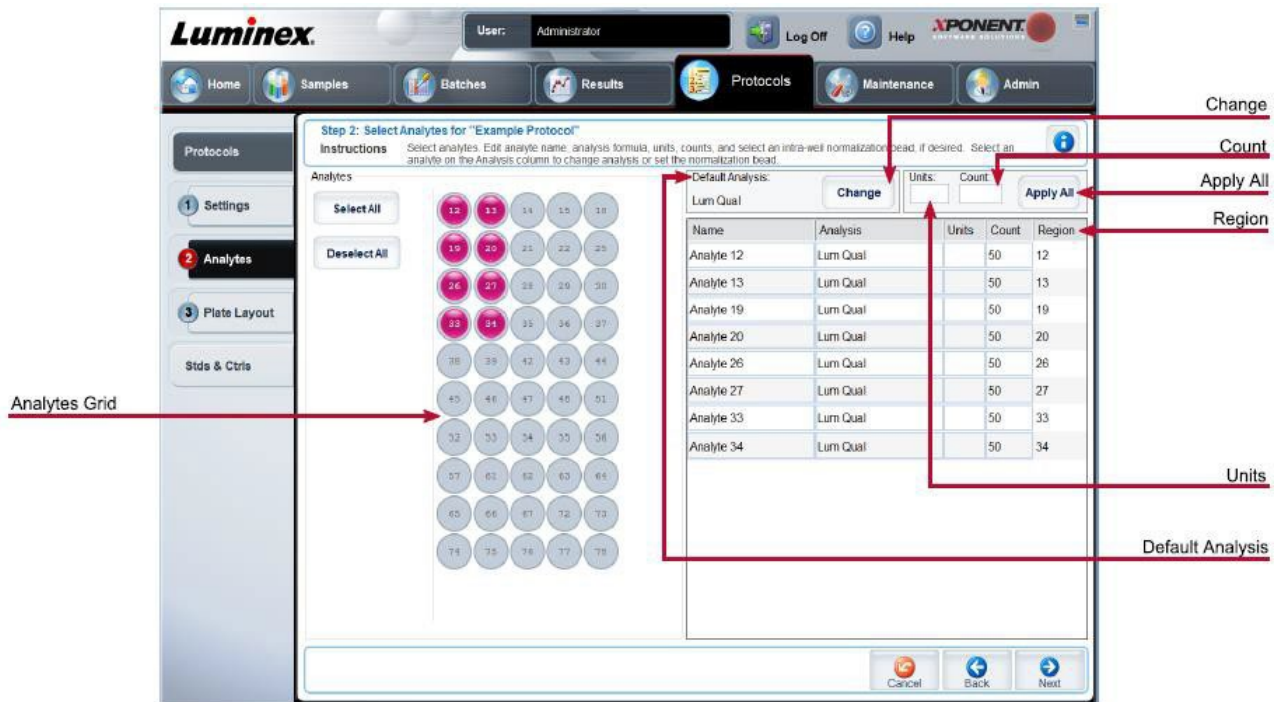 Luminex.
User: Administrator
Log Off
Help
XPONENT.
SOFTWARE SOLUTIONS
Home
Samples
Batches
Results
Protocols
Maintenance
Admin
Protocols
1 Settings
2 Analytes
3 Plate Layout
Stds & Ctrls
Step 2: Select Analytes for "Example Protocol"
Instructions Select analytes. Edit analyte name, analysis formula, units, counts, and select an intra-well normalization bead, if desired. Select an
analyte on the Analysis column to change analysis or set the normalization bead.
Analytes
Select All
Deselect All
12 13 14 15 18
19 20 21 22 25
26 27 28 29 30
33 34 35 36 37
38 39 42 43 44
45 46 47 48 51
52 53 54 55 56
57 61 62 63 64
65 66 67 72 73
74 75 76 77 78
Default Analysis:
Lum Qual
Change
Units: Count:
Apply All
Name Analysis Units Count Region
Analyte 12 Lum Qual 50 12
Analyte 13 Lum Qual 50 13
Analyte 19 Lum Qual 50 19
Analyte 20 Lum Qual 50 20
Analyte 26 Lum Qual 50 26
Analyte 27 Lum Qual 50 27
Analyte 33 Lum Qual 50 33
Analyte 34 Lum Qual 50 34
Cancel
Back
Next
Change
Count
Apply All
Region
Analytes Grid
Units
Default Analysis